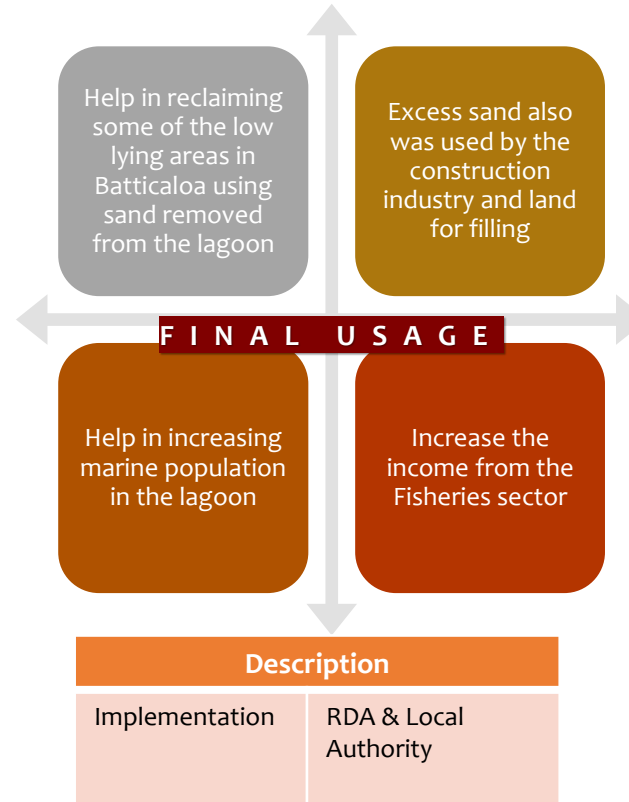 Help in reclaiming
some of the low
lying areas in
Batticaloa using
sand removed
from the lagoon
Excess sand also
was used by the
construction
industry and land
for filling
FINAL USAGE
Help in increasing
marine population
in the lagoon
Increase the
income from the
Fisheries sector
Description
Implementation
RDA & Local
Authority